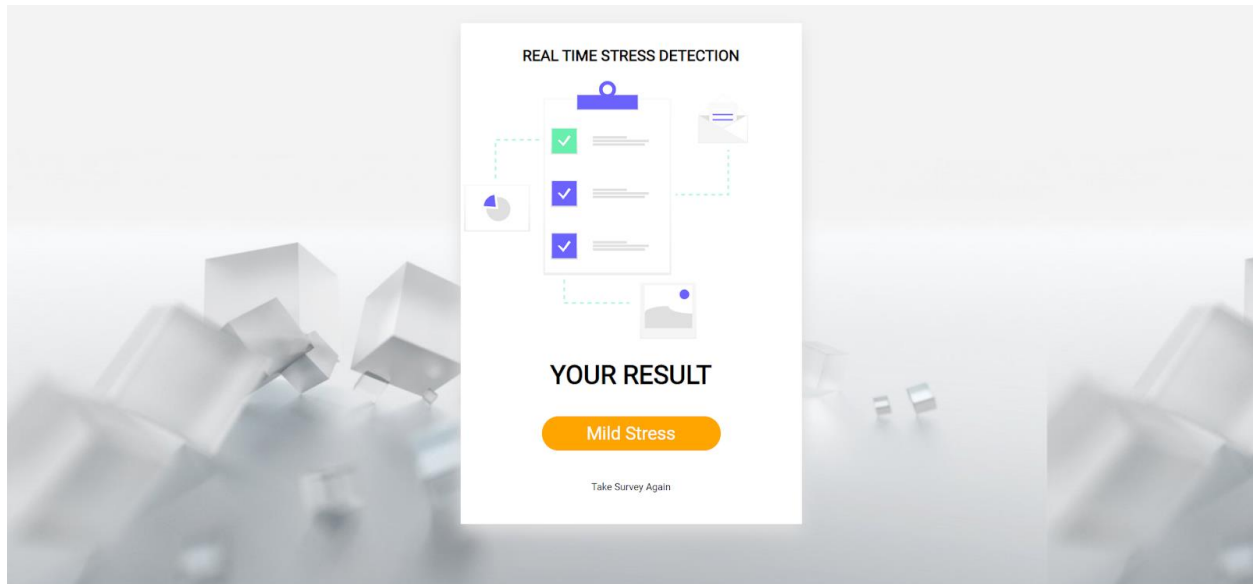 REAL TIME STRESS DETECTION
YOUR RESULT
Mild Stress
Take Survey Again